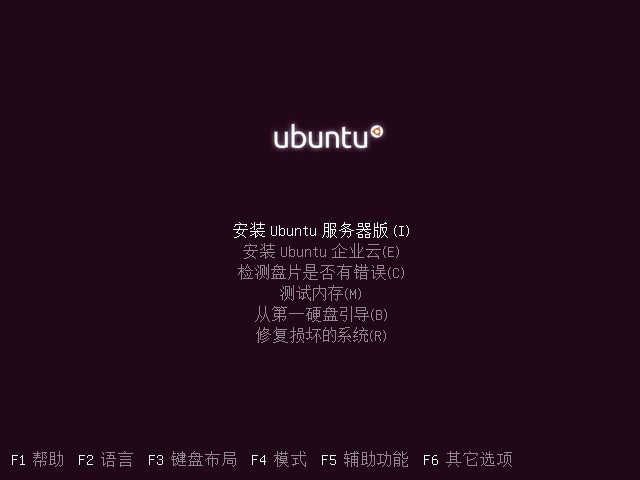 ubuntu
安装 Ubuntu 服务器版 (I)
安装 Ubuntu 企业云(E)
检测盘片是否有错误(C)
测试内存(M)
从第一硬盘引导(B)
修复损坏的系统(R)
F1 帮助 F2 语言 F3 键盘布局 F4 模式 F5 辅助功能 F6 其它选项